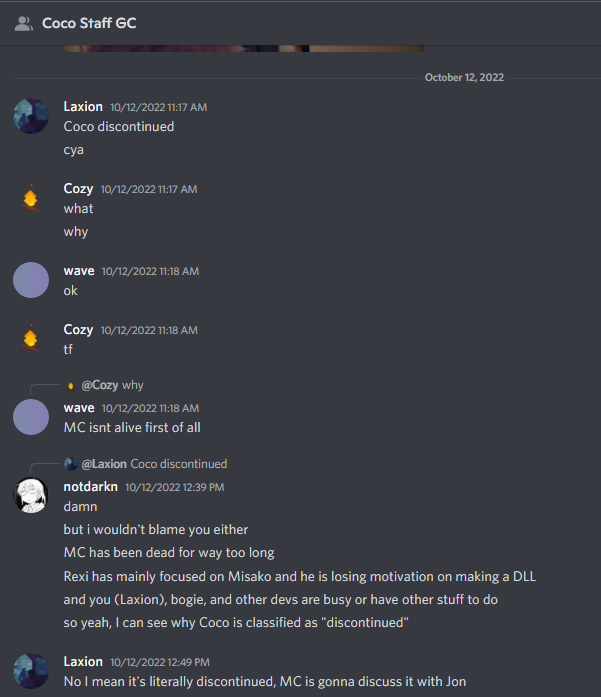 Coco Staff GC
October 12, 2022
Laxion 10/12/2022 11:17 AM
Coco discontinued
cya
Cozy 10/12/2022 11:17 AM
what
why
wave 10/12/2022 11:18 AM
ok
Cozy 10/12/2022 11:18 AM
tf
@Cozy why
wave 10/12/2022 11:18 AM
MC isnt alive first of all
@Laxion Coco discontinued
notdarkn 10/12/2022 12:39 PM
damn
but i wouldn't blame you either
MC has been dead for way too long
Rexi has mainly focused on Misako and he is losing motivation on making a DLL
and you (Laxion), bogie, and other devs are busy or have other stuff to do
so yeah, I can see why Coco is classified as "discontinued"
Laxion 10/12/2022 12:49 PM
No I mean it's literally discontinued, MC is gonna discuss it with Jon